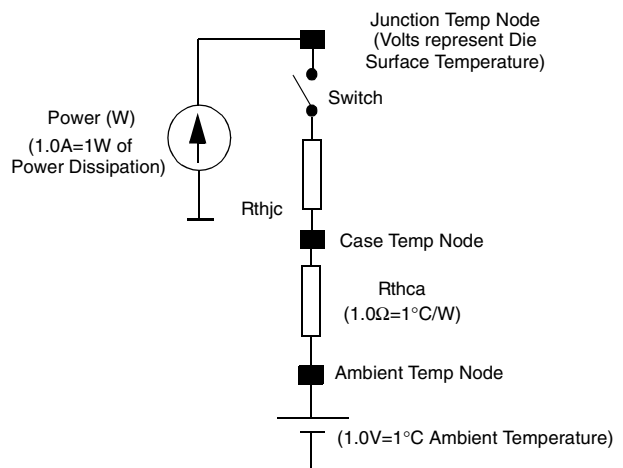 Junction Temp Node
(Volts represent Die
Surface Temperature)
Switch
Power (W)
(1.0A=1W of
Power Dissipation)
Rthjc
Case Temp Node
Rthca
(1.0Ω=1°C/W)
Ambient Temp Node
(1.0V=1°C Ambient Temperature)